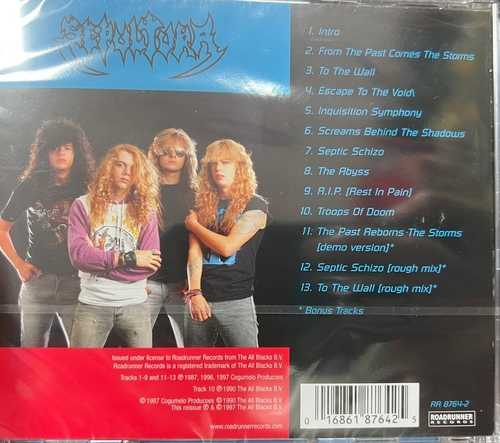 SEPULTURA
1. Intro
2. From The Past Comes The Storms
3. To The Wall
4. Escape To The Void\
5. Inquisition Symphony
6. Screams Behind The Shadows
7. Septic Schizo
8. The Abyss
9. R.I.P. [Rest In Pain]
10. Troops Of Doom
11. The Past Reborns The Storms
[demo version]*
12. Septic Schizo [rough mix]*
13. To The Wall [rough mix]*
* Bonus Tracks
Issued under license to Roadrunner Records from The All Blacks B.V.
Roadrunner Records is a registered trademark of The All Blacks B.V.
Tracks 1-9 and 11-13 ℗ 1987, 1996, 1997 Cogumelo Producoes
Track 10 ℗ © 1990 The All Blacks B.V.
© 1987 Cogumelo Producoes © 1990 The All Blacks B.V.
This reissue ℗ & © 1997 The All Blacks B.V.
www.roadrunnerrecords.com
0 16861 87642 5
RR 8764-2
ROADRUNNER
RECORDS